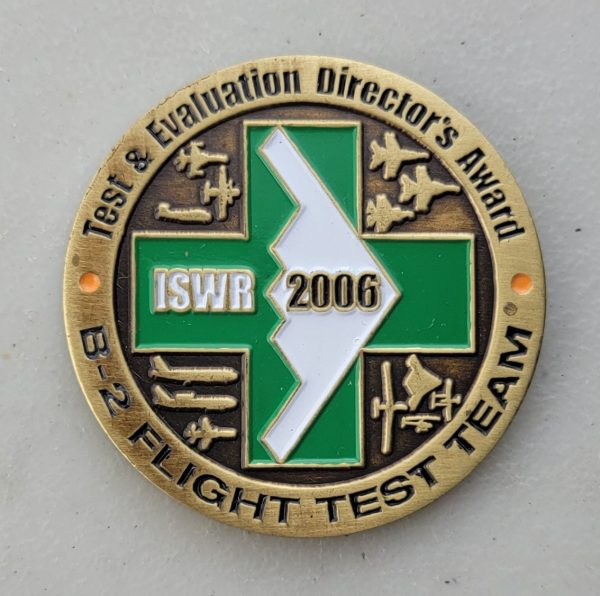 Test & Evaluation Director's Award
ISWR 2006
B-2 FLIGHT TEST TEAM